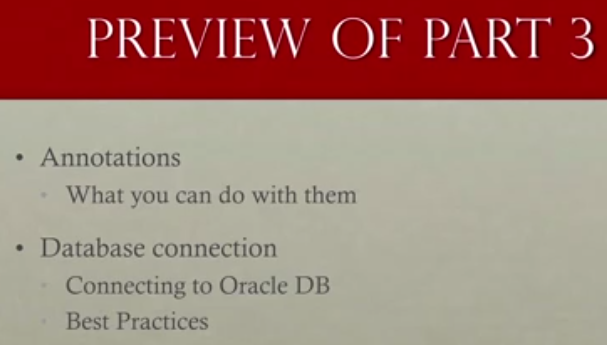 PREVIEW OF PART 3
• Annotations
• What you can do with them
• Database connection
• Connecting to Oracle DB
• Best Practices